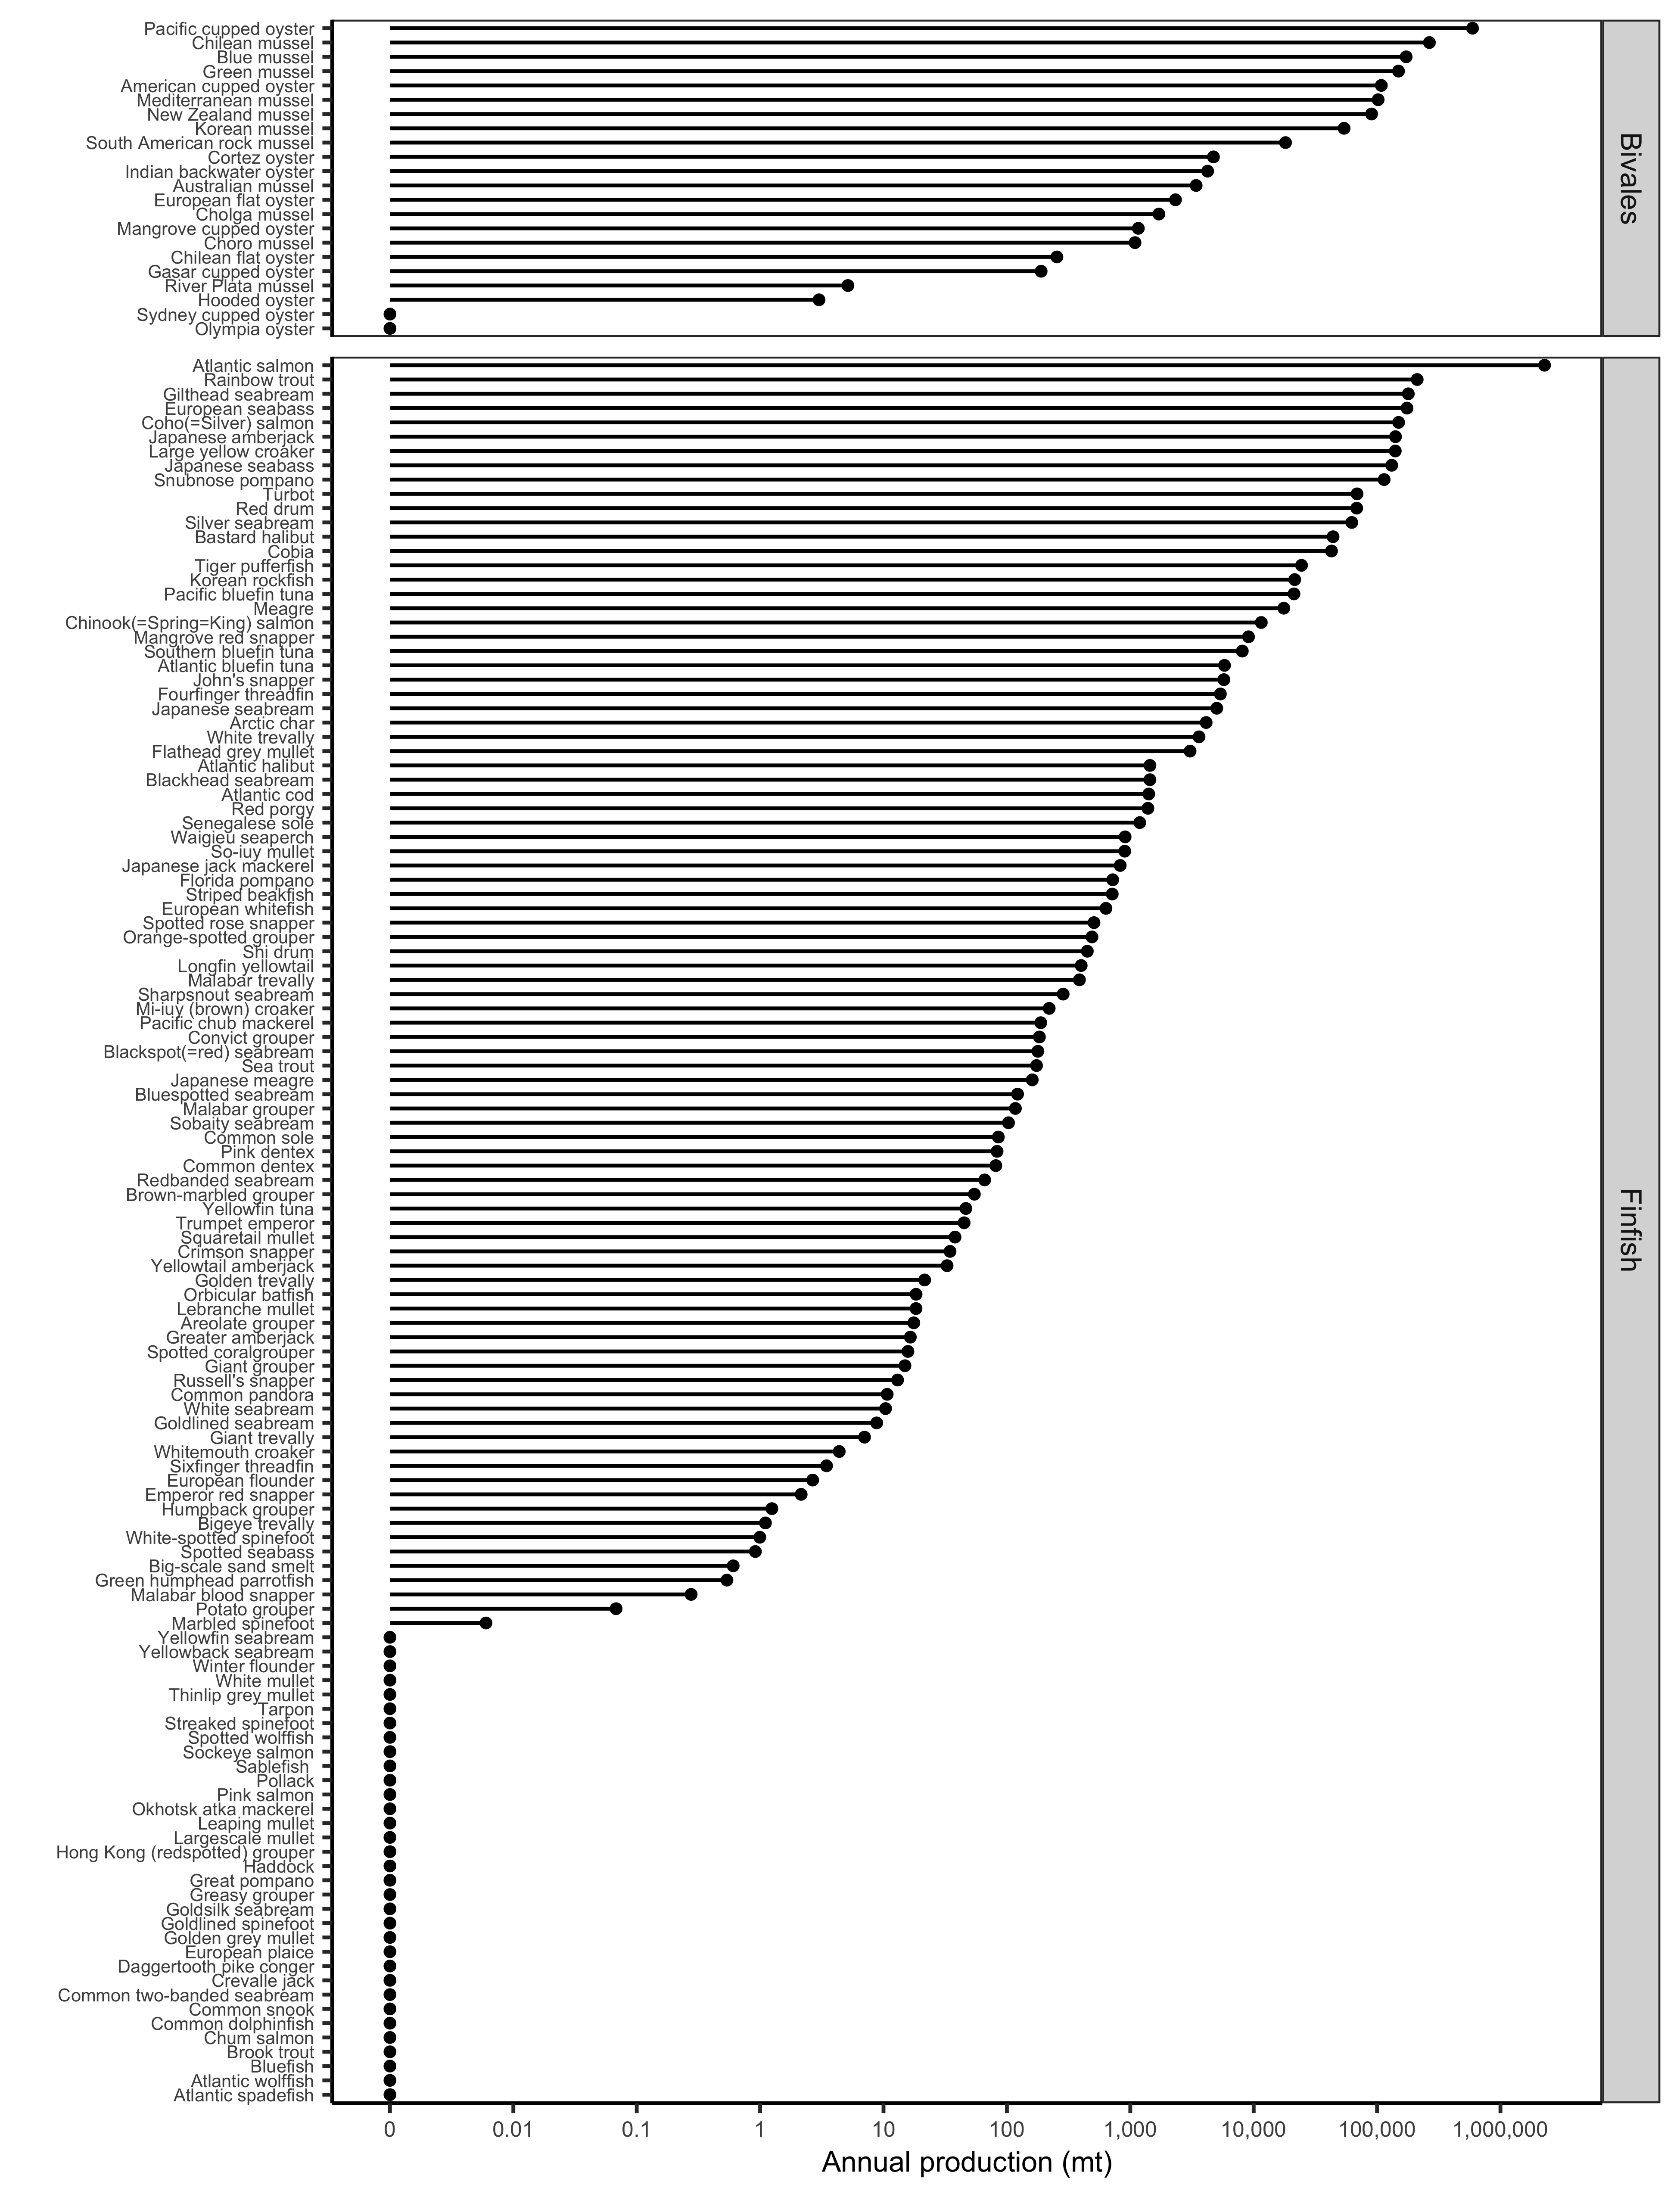 Pacific cupped oyster
Chilean mussel
Blue mussel
Green mussel
American cupped oyster
Mediterranean mussel
New Zealand mussel
Korean mussel
South American rock mussel
Cortez oyster
Indian backwater oyster
Australian mussel
European flat oyster
Cholga mussel
Mangrove cupped oyster
Choro mussel
Chilean flat oyster
Gasar cupped oyster
River Plata mussel
Hooded oyster
Sydney cupped oyster
Olympia oyster
Bivales
Atlantic salmon
Rainbow trout
Gilthead seabream
European seabass
Coho(=Silver) salmon
Japanese amberjack
Large yellow croaker
Japanese seabass
Snubnose pompano
Turbot
Red drum
Silver seabream
Bastard halibut
Cobia
Tiger pufferfish
Korean rockfish
Pacific bluefin tuna
Meagre
Chinook(=Spring=King) salmon
Mangrove red snapper
Southern bluefin tuna
Atlantic bluefin tuna
John's snapper
Fourfinger threadfin
Japanese seabream
Arctic char
White trevally
Flathead grey mullet
Atlantic halibut
Blackhead seabream
Atlantic cod
Red porgy
Senegalese sole
Waigieu seaperch
So-iuy mullet
Japanese jack mackerel
Florida pompano
Striped beakfish
European whitefish
Spotted rose snapper
Orange-spotted grouper
Shi drum
Longfin yellowtail
Malabar trevally
Sharpsnout seabream
Mi-iuy (brown) croaker
Pacific chub mackerel
Convict grouper
Blackspot(=red) seabream
Sea trout
Japanese meagre
Bluespotted seabream
Malabar grouper
Sobaity seabream
Common sole
Pink dentex
Common dentex
Redbanded seabream
Brown-marbled grouper
Yellowfin tuna
Trumpet emperor
Squaretail mullet
Crimson snapper
Yellowtail amberjack
Golden trevally
Orbicular batfish
Lebranche mullet
Areolate grouper
Greater amberjack
Spotted coralgrouper
Giant grouper
Russell's snapper
Common pandora
White seabream
Goldlined seabream
Giant trevally
Whitemouth croaker
Sixfinger threadfin
European flounder
Emperor red snapper
Humpback grouper
Bigeye trevally
White-spotted spinefoot
Spotted seabass
Big-scale sand smelt
Green humphead parrotfish
Malabar blood snapper
Potato grouper
Marbled spinefoot
Yellowfin seabream
Yellowback seabream
Winter flounder
White mullet
Thinlip grey mullet
Tarpon
Streaked spinefoot
Spotted wolffish
Sockeye salmon
Sablefish
Pollack
Pink salmon
Okhotsk atka mackerel
Leaping mullet
Largescale mullet
Hong Kong (redspotted) grouper
Haddock
Great pompano
Greasy grouper
Goldsilk seabream
Goldlined spinefoot
Golden grey mullet
European plaice
Daggertooth pike conger
Crevalle jack
Common two-banded seabream
Common snook
Common dolphinfish
Chum salmon
Brook trout
Bluefish
Atlantic wolffish
Atlantic spadefish
Finfish
0 0.01 0.1 1 10 100 1,000 10,000 100,000 1,000,000
Annual production (mt)